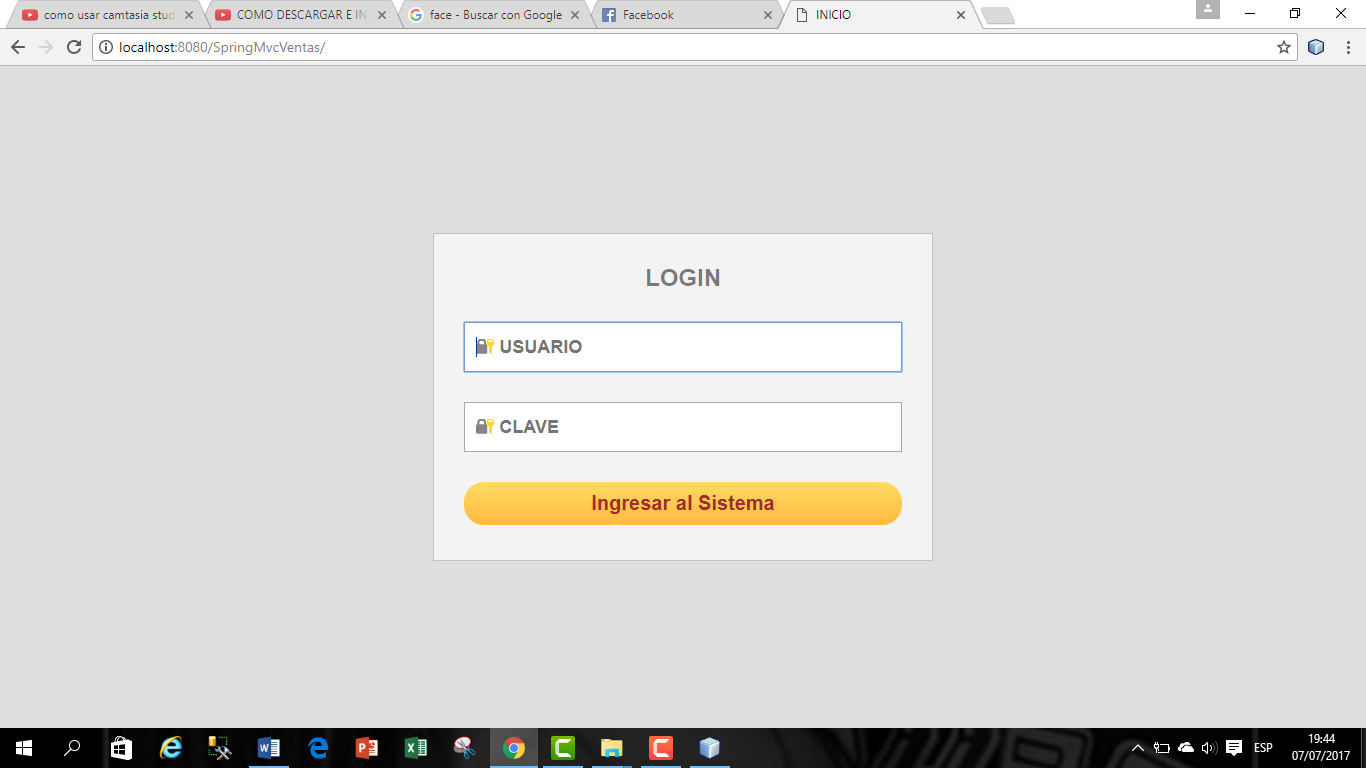 como usar camtasia stud
COMO DESCARGAR E IN
face - Buscar con Google
Facebook
INICIO
localhost:8080/SpringMvcVentas/
LOGIN
🔐 USUARIO
🔐 CLAVE
Ingresar al Sistema
ESP
19:44
07/07/2017